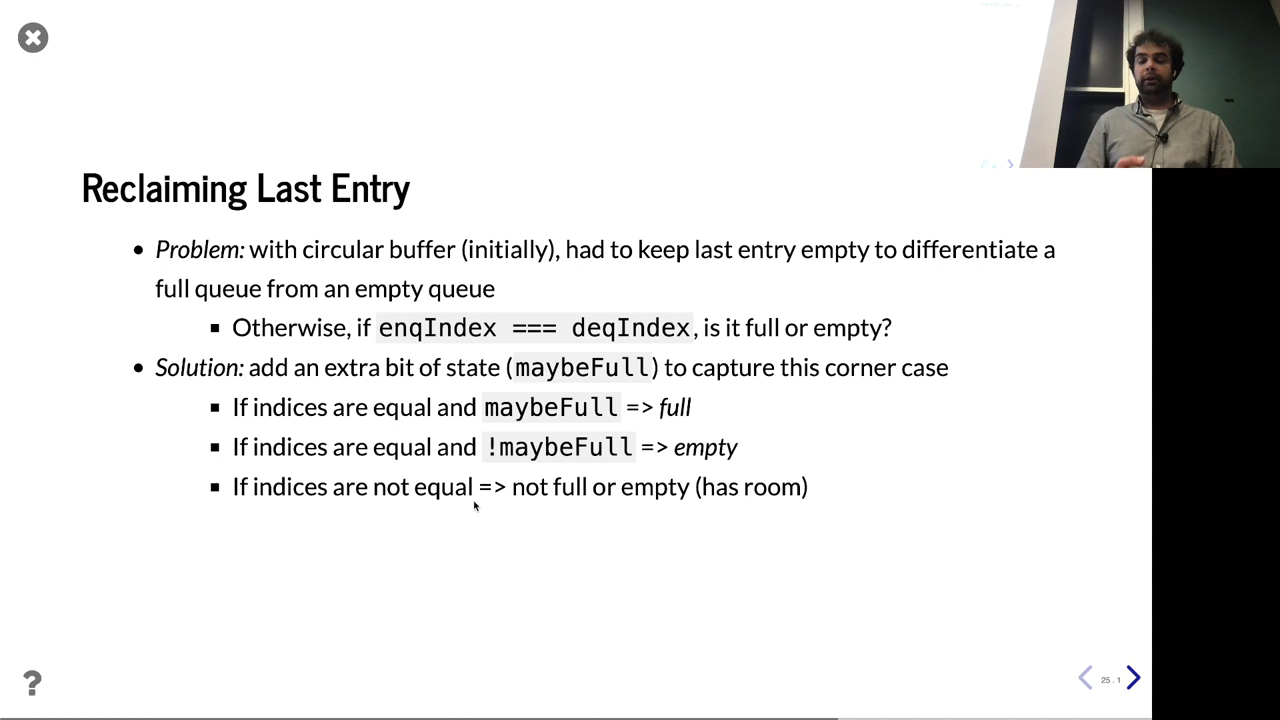 Reclaiming Last Entry
Problem: with circular buffer (initially), had to keep last entry empty to differentiate a
full queue from an empty queue
Otherwise, if enqIndex === deqIndex, is it full or empty?
Solution: add an extra bit of state (maybeFull) to capture this corner case
If indices are equal and maybeFull => full
If indices are equal and !maybeFull => empty
If indices are not equal => not full or empty (has room)
?
25 . 1